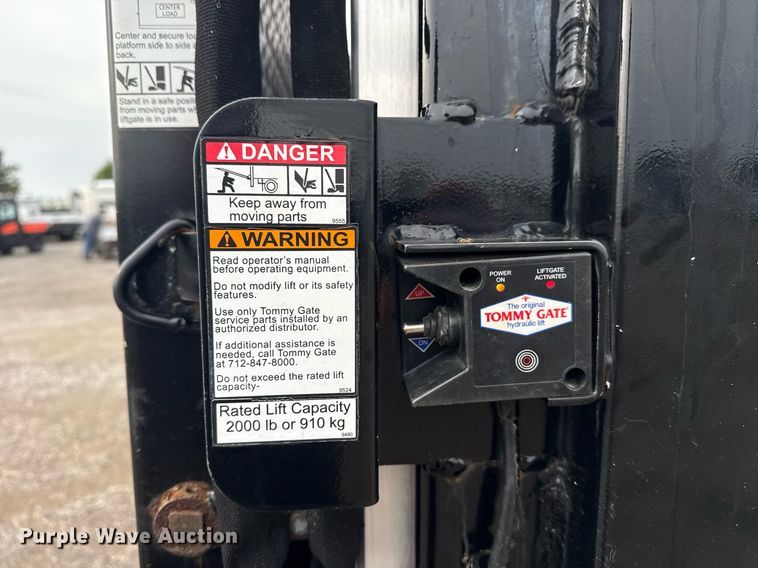 CENTER
LOAD
Center and secure load
platform side to side a
back.
Stand in a safe positio
from moving parts wh
liftgate is in use.
DANGER
Keep away from
moving parts
9555
WARNING
Read operator's manual
before operating equipment.
Do not modify lift or its safety
features.
Use only Tommy Gate
service parts installed by an
authorized distributor.
If additional assistance is
needed, call Tommy Gate
at 712-847-8000.
Do not exceed the rated lift
capacity-
9524
Rated Lift Capacity
2000 lb or 910 kg
9480
POWER
ON
LIFTGATE
ACTIVATED
UP
The original
TOMMY GATE
hydraulic lift
DN
Purple Wave Auction